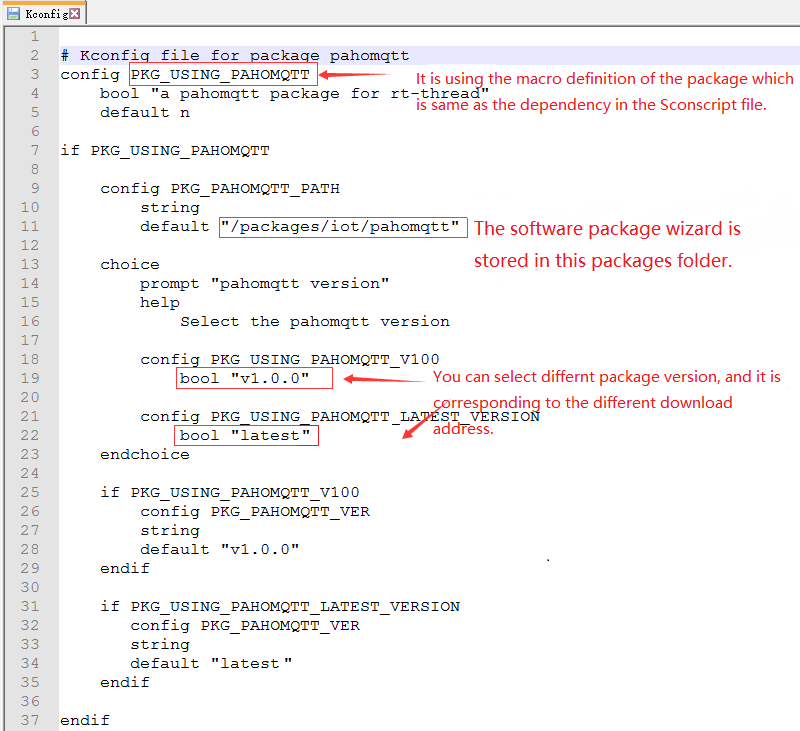 Kconfig
1
2 # Kconfig file for package pahomqtt
3 config PKG_USING_PAHOMQTT
It is using the macro definition of the package which
4 bool "a pahomqtt package for rt-thread"
is same as the dependency in the Sconscript file.
5 default n
6
7 if PKG_USING_PAHOMQTT
8
9 config PKG_PAHOMQTT_PATH
10 string
11 default "/packages/iot/pahomqtt"
The software package wizard is
stored in this packages folder.
12
13 choice
14 prompt "pahomqtt version"
15 help
16 Select the pahomqtt version
17
18 config PKG_USING_PAHOMQTT_V100
19 bool "v1.0.0"
You can select differnt package version, and it is
corresponding to the different download
address.
20
21 config PKG_USING_PAHOMQTT_LATEST_VERSION
22 bool "latest"
23 endchoice
24
25 if PKG_USING_PAHOMQTT_V100
26 config PKG_PAHOMQTT_VER
27 string
28 default "v1.0.0"
29 endif
30
31 if PKG_USING_PAHOMQTT_LATEST_VERSION
32 config PKG_PAHOMQTT_VER
33 string
34 default "latest"
35 endif
36
37 endif